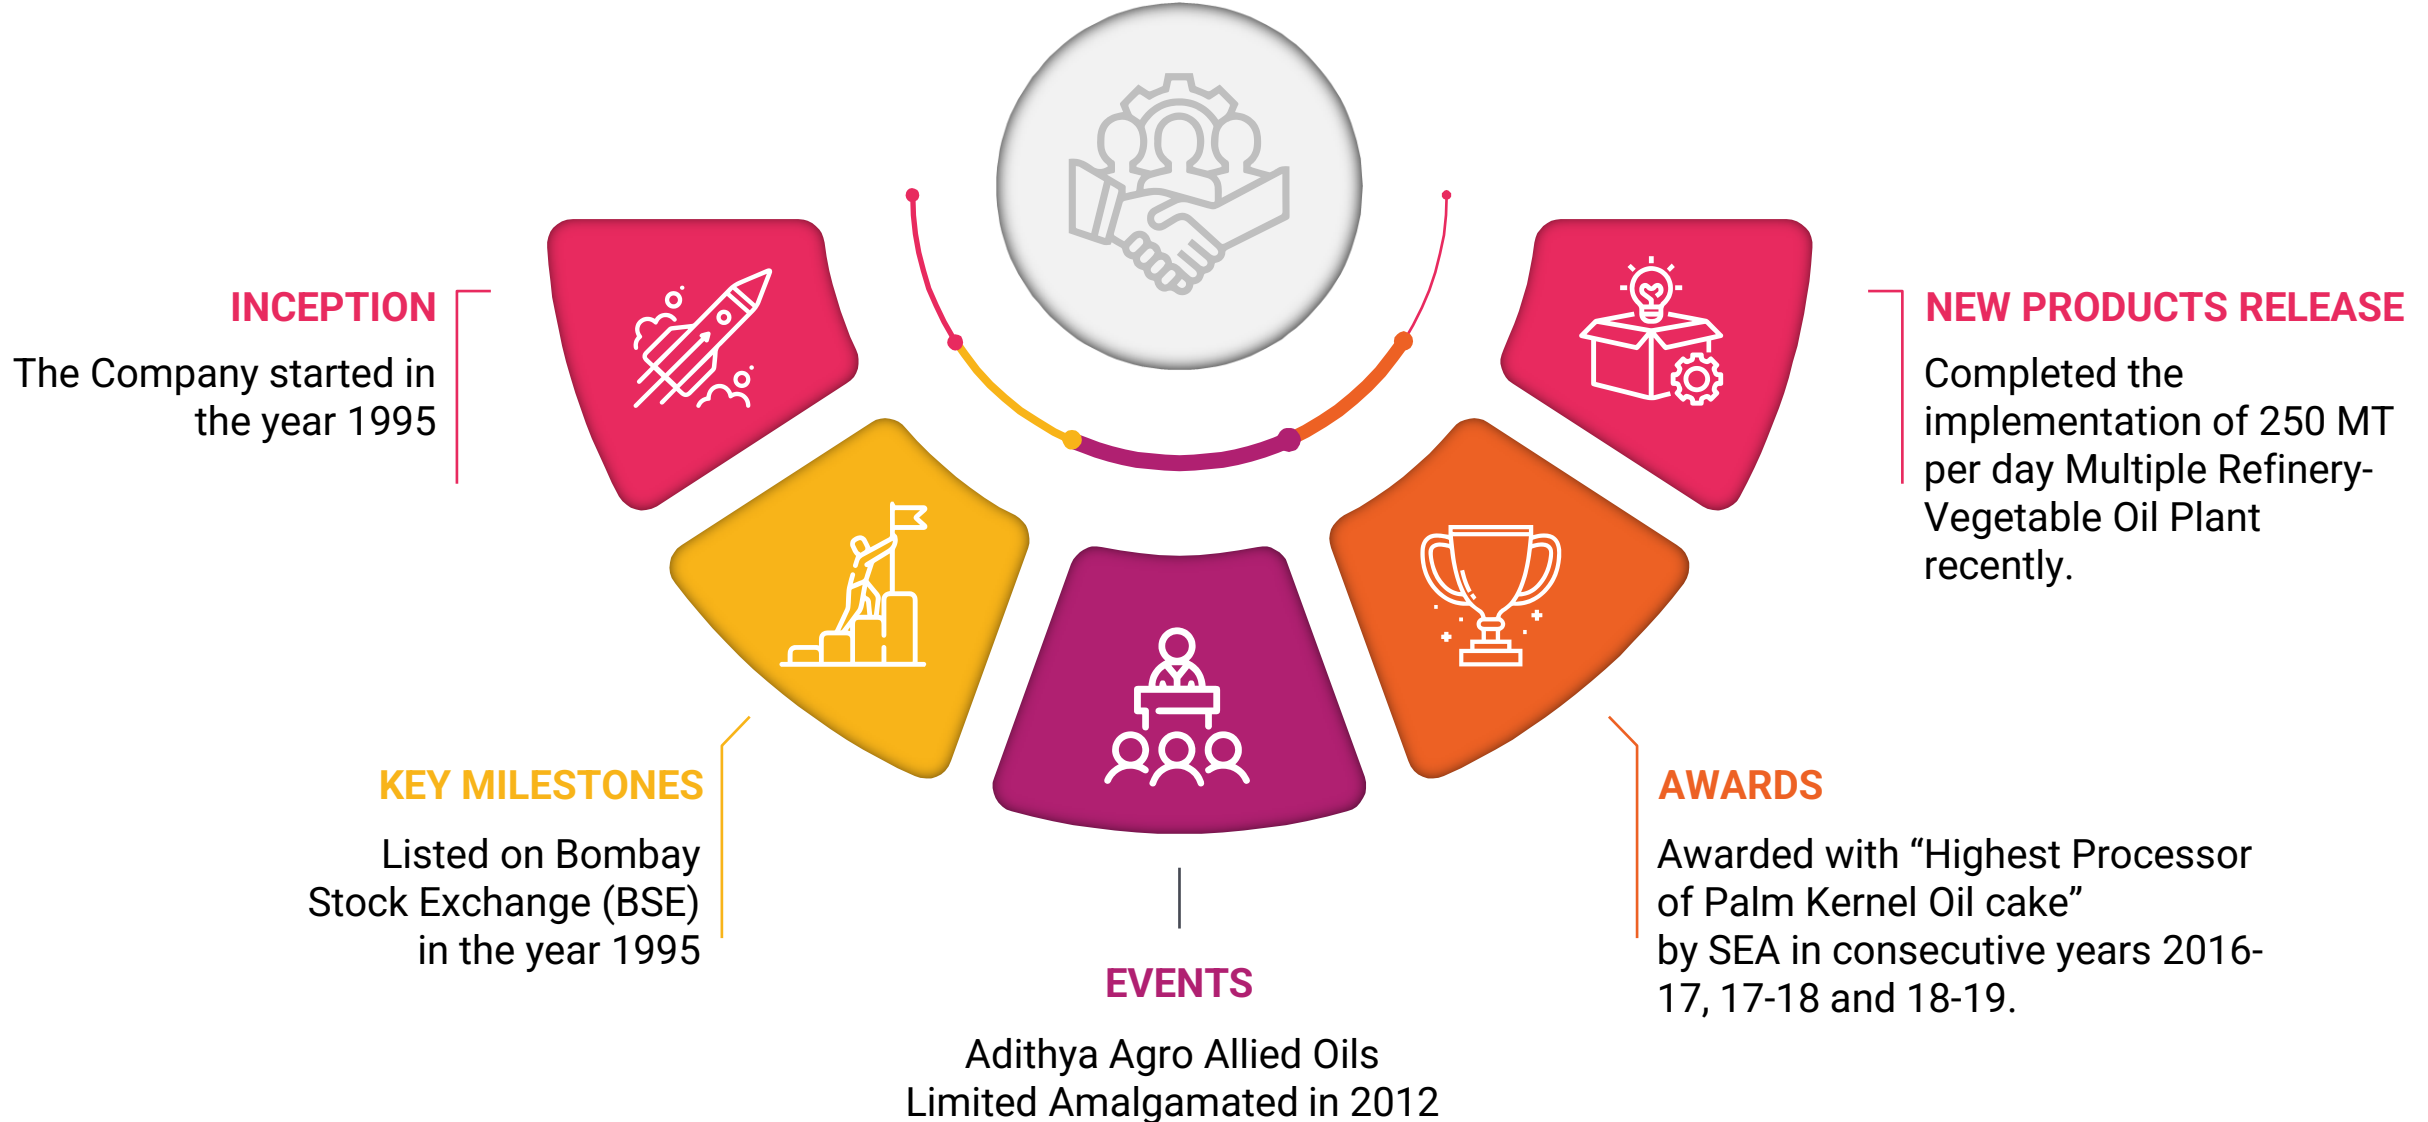 INCEPTION
The Company started in
the year 1995
KEY MILESTONES
Listed on Bombay
Stock Exchange (BSE)
in the year 1995
EVENTS
Adithya Agro Allied Oils
Limited Amalgamated in 2012
AWARDS
Awarded with “Highest Processor
of Palm Kernel Oil cake”
by SEA in consecutive years 2016-
17, 17-18 and 18-19.
NEW PRODUCTS RELEASE
Completed the
implementation of 250 MT
per day Multiple Refinery-
Vegetable Oil Plant
recently.